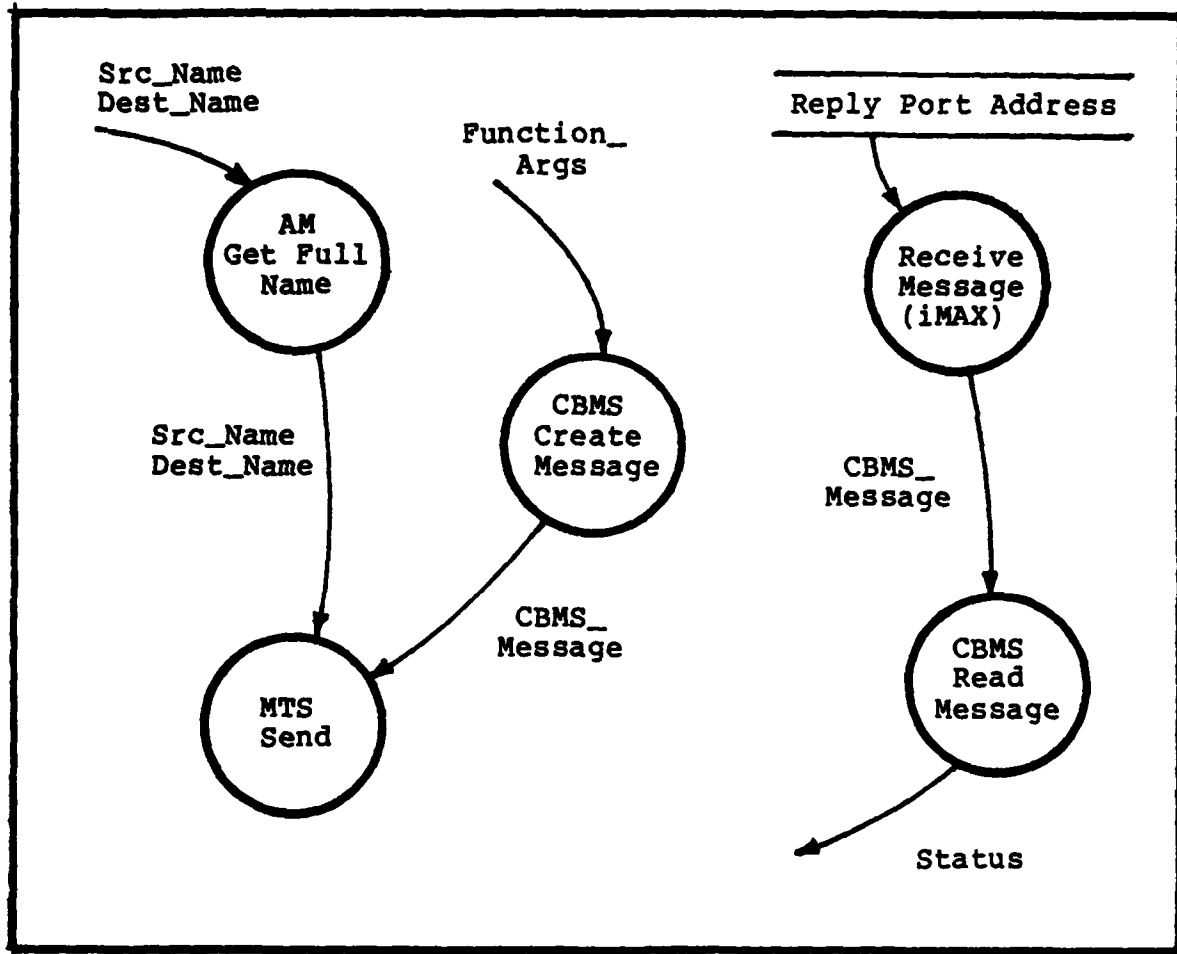 Src_Name
Dest_Name
Function_
Args
Reply Port Address
AM
Get Full
Name
Receive
Message
(iMAX)
Src_Name
Dest_Name
CBMS
Create
Message
CBMS_
Message
CBMS_
Message
MTS
Send
CBMS
Read
Message
Status